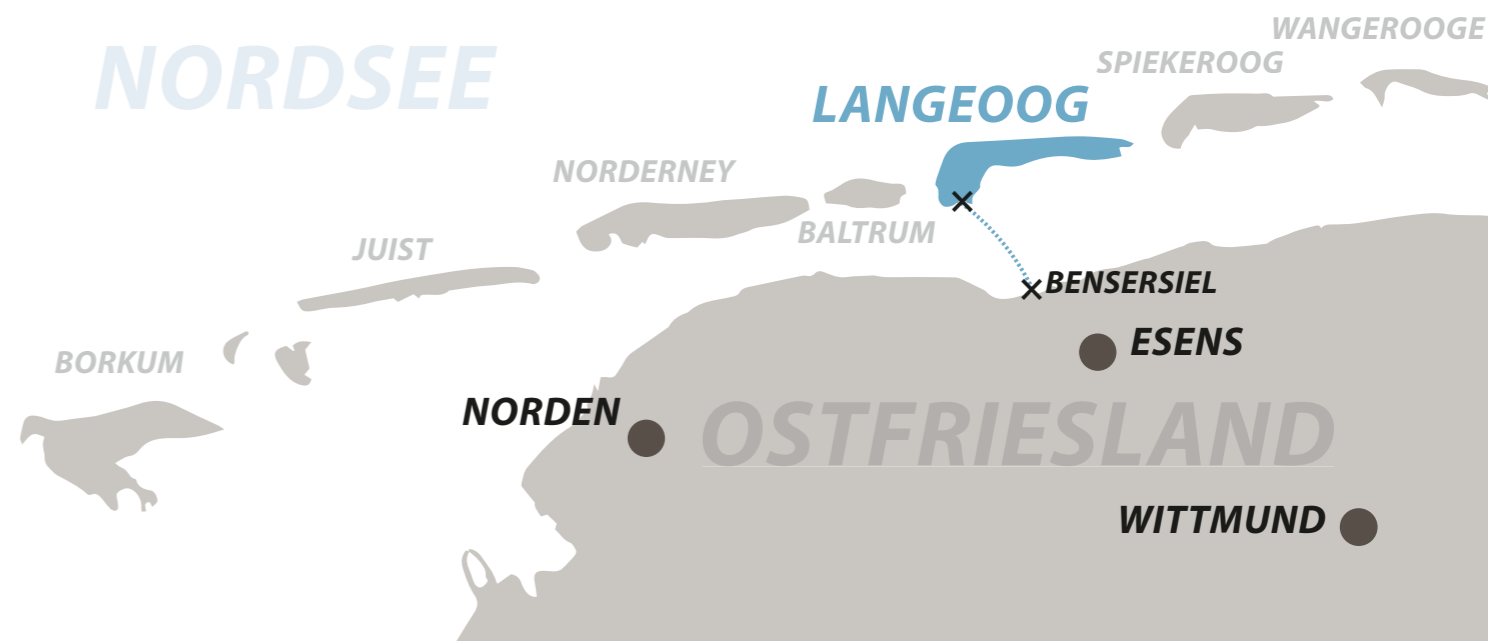 WANGEROOGE
SPIEKEROOG
NORDSEE
LANGEOOG
NORDERNEY
BALTRUM
JUIST
BENSERSIEL
ESENS
BORKUM
NORDEN
OSTFRIESLAND
WITTMUND